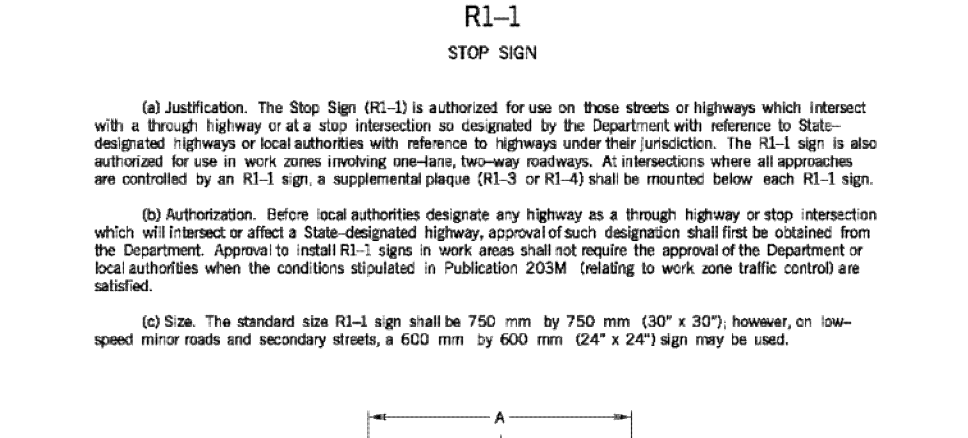 R1–1
STOP SIGN
(a) Justification. The Stop Sign (R1–1) is authorized for use on those streets or highways which intersect
with a through highway or at a stop intersection so designated by the Department with reference to State–
designated highways or local authorities with reference to highways under their jurisdiction. The R1–1 sign is also
authorized for use in work zones involving one–lane, two–way roadways. At intersections where all approaches
are controlled by an R1–1 sign, a supplemental plaque (R1–3 or R1–4) shall be mounted below each R1–1 sign.
(b) Authorization. Before local authorities designate any highway as a through highway or stop intersection
which will intersect or affect a State–designated highway, approval of such designation shall first be obtained from
the Department. Approval to install R1–1 signs in work areas shall not require the approval of the Department or
local authorities when the conditions stipulated in Publication 203M (relating to work zone traffic control) are
satisfied.
(c) Size. The standard size R1–1 sign shall be 750 mm by 750 mm (30" x 30"); however, on low–
speed minor roads and secondary streets, a 600 mm by 600 mm (24" x 24") sign may be used.
A